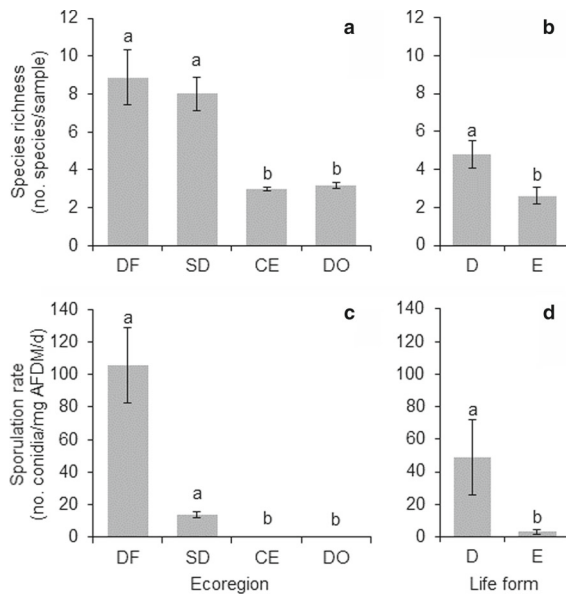 Species richness
(no. species/sample)
12
10
8
6
4
2
0
a
a
a
b
b
DF
SD
CE
DO
12
10
8
6
4
2
0
b
a
b
D
E
Sporulation rate
(no. conidia/mg AFDM/d)
140
120
100
80
60
40
20
0
c
a
a
b
b
DF
SD
CE
DO
Ecoregion
140
120
100
80
60
40
20
0
d
a
b
D
E
Life form